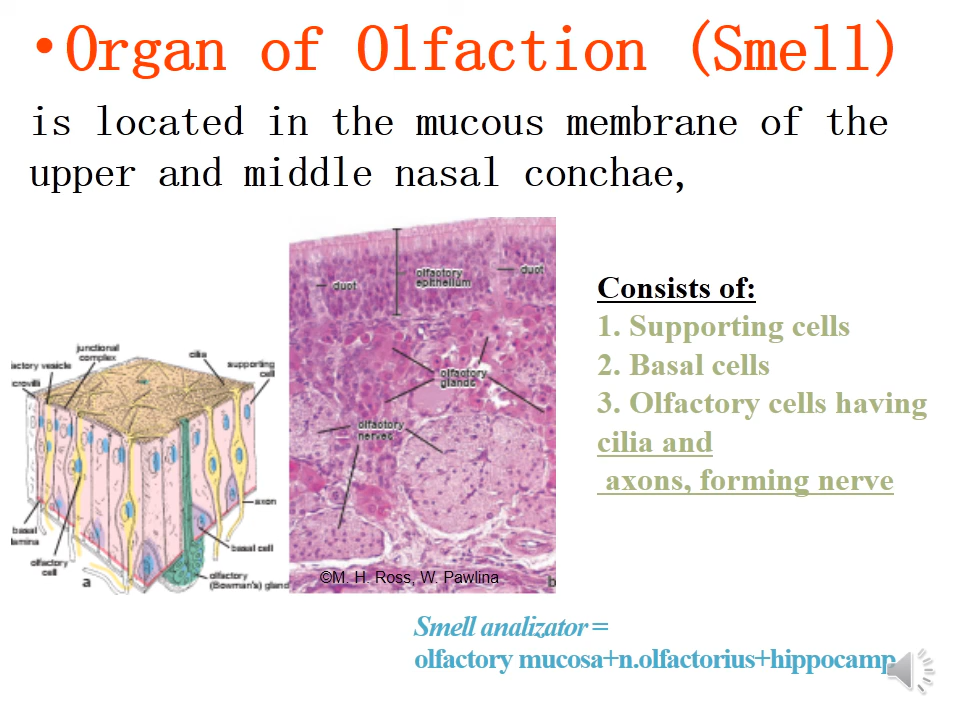 •Organ of Olfaction (Smell)
is located in the mucous membrane of the
upper and middle nasal conchae,
Consists of:
1. Supporting cells
2. Basal cells
3. Olfactory cells having
cilia and
axons, forming nerve
junctional
complex
cilia
supporting
cell
actory vesicle
crovilli
axon
basal
lamina
basal cell
olfactory
cell
olfactory
(Bowman's) gland
a
duct
olfactory
epithelium
duct
olfactory
glands
olfactory
nerves
©M. H. Ross, W. Pawlina
b
Smell analizator =
olfactory mucosa+n.olfactorius+hippocamp